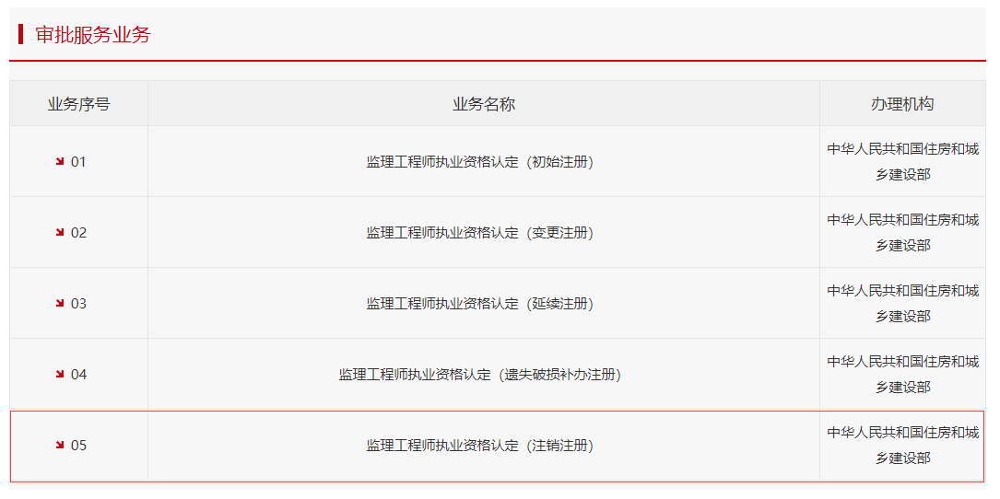 审批服务业务
业务序号 业务名称 办理机构
01 监理工程师执业资格认定（初始注册） 中华人民共和国住房和城
乡建设部
02 监理工程师执业资格认定（变更注册） 中华人民共和国住房和城
乡建设部
03 监理工程师执业资格认定（延续注册） 中华人民共和国住房和城
乡建设部
04 监理工程师执业资格认定（遗失破损补办注册） 中华人民共和国住房和城
乡建设部
05 监理工程师执业资格认定（注销注册） 中华人民共和国住房和城
乡建设部